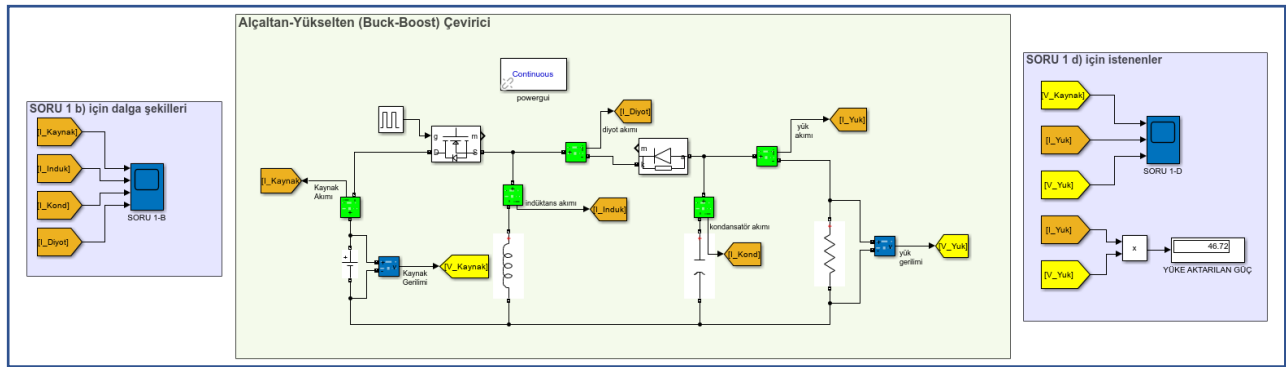 Alçaltan-Yükselten (Buck-Boost) Çevirici
SORU 1 b) için dalga şekilleri
[I_Kaynak]
[I_Induk]
[I_Kond]
[I_Diyot]
SORU 1-B
Continuous
powergui
g
m
D
S
[I_Diyot]
diyot akımı
m
k
a
[I_Yuk]
yük
akımı
[I_Kaynak
Kaynak
Akımı
indüktans akımı
[I_Induk]
kondansatör akımı
[I_Kond]
Kaynak
Gerilimi
[V_Kaynak]
yük
gerilimi
[V_Yuk]
SORU 1 d) için istenenler
[V_Kaynak]
[I_Yuk]
[V_Yuk]
SORU 1-D
[I_Yuk]
[V_Yuk]
x
46.72
YÜKE AKTARILAN GÜÇ